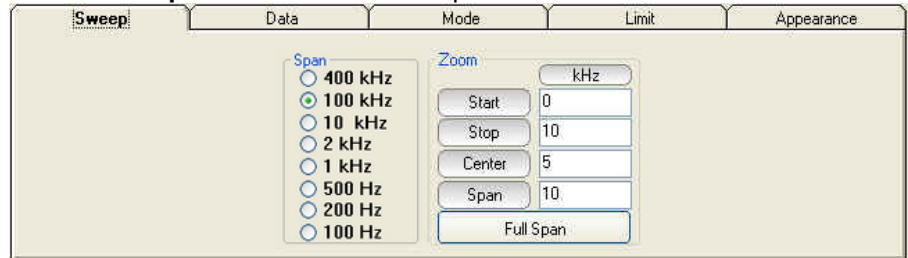 Sweep Data Mode Limit Appearance
Span
400 kHz
100 kHz
10 kHz
2 kHz
1 kHz
500 Hz
200 Hz
100 Hz
Zoom
kHz
Start 0
Stop 10
Center 5
Span 10
Full Span